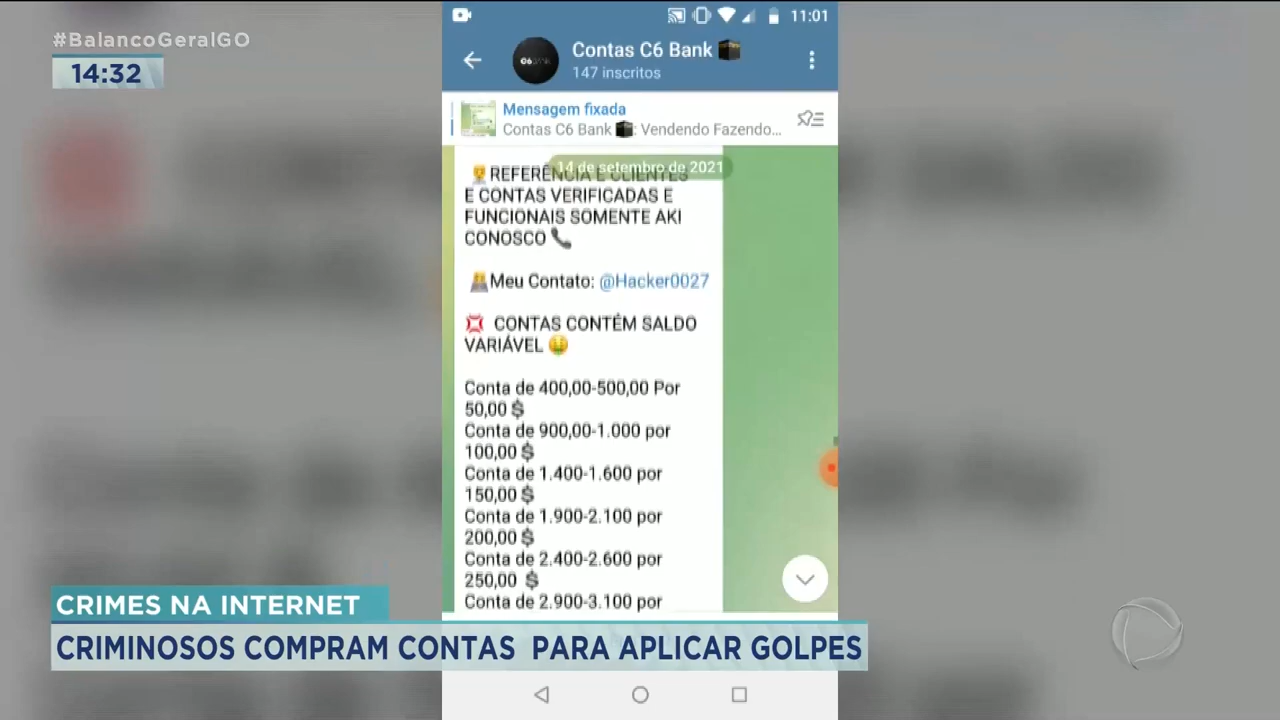 #BalancoGeralGO
14:32
11:01
Contas C6 Bank
147 inscritos
Mensagem fixada
Contas C6 Bank : Vendendo Fazendo...
14 de setembro de 2021
REFERÊNCIA E CLIENTES
E CONTAS VERIFICADAS E
FUNCIONAIS SOMENTE AKI
CONOSCO
Meu Contato: @Hacker0027
CONTAS CONTÉM SALDO
VARIÁVEL
Conta de 400,00-500,00 Por
50,00 $
Conta de 900,00-1.000 por
100,00 $
Conta de 1.400-1.600 por
150,00 $
Conta de 1.900-2.100 por
200,00 $
Conta de 2.400-2.600 por
250,00 $
Conta de 2.900-3.100 por
CRIMES NA INTERNET
CRIMINOSOS COMPRAM CONTAS PARA APLICAR GOLPES